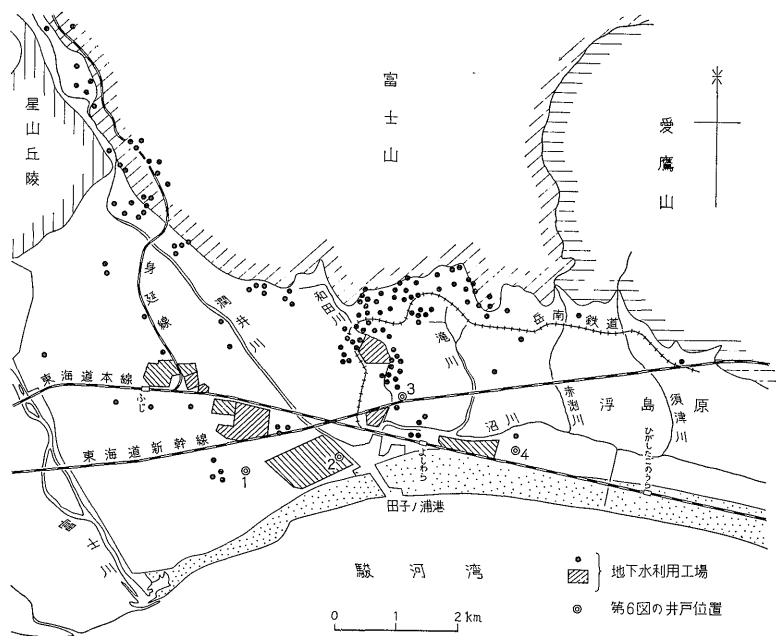 富士山
愛鷹山
星山丘陵
身延線
潤井川
和田川
滝川
岳南鉄道
赤渕川
浮島原
須津川
東海道本線
ふじ
3
沼川
東海道新幹線
よしわら
ひがしたごのうら
1
2
4
田子ノ浦港
富士川
駿河湾
地下水利用工場
第6図の井戸位置
0 1 2 km